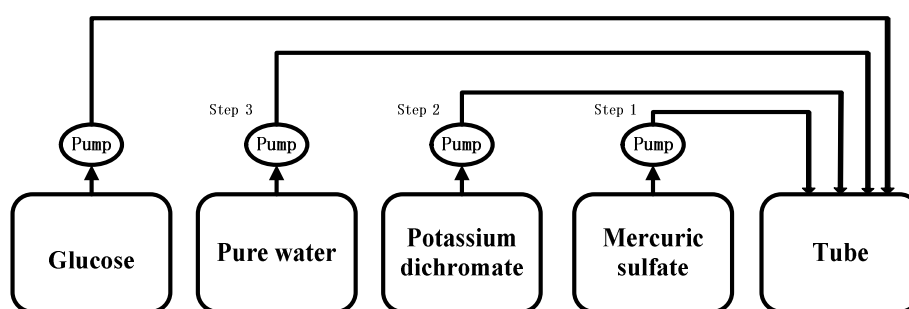 Step 3
Step 2
Step 1
Pump
Pump
Pump
Pump
Glucose
Pure water
Potassium
dichromate
Mercuric
sulfate
Tube